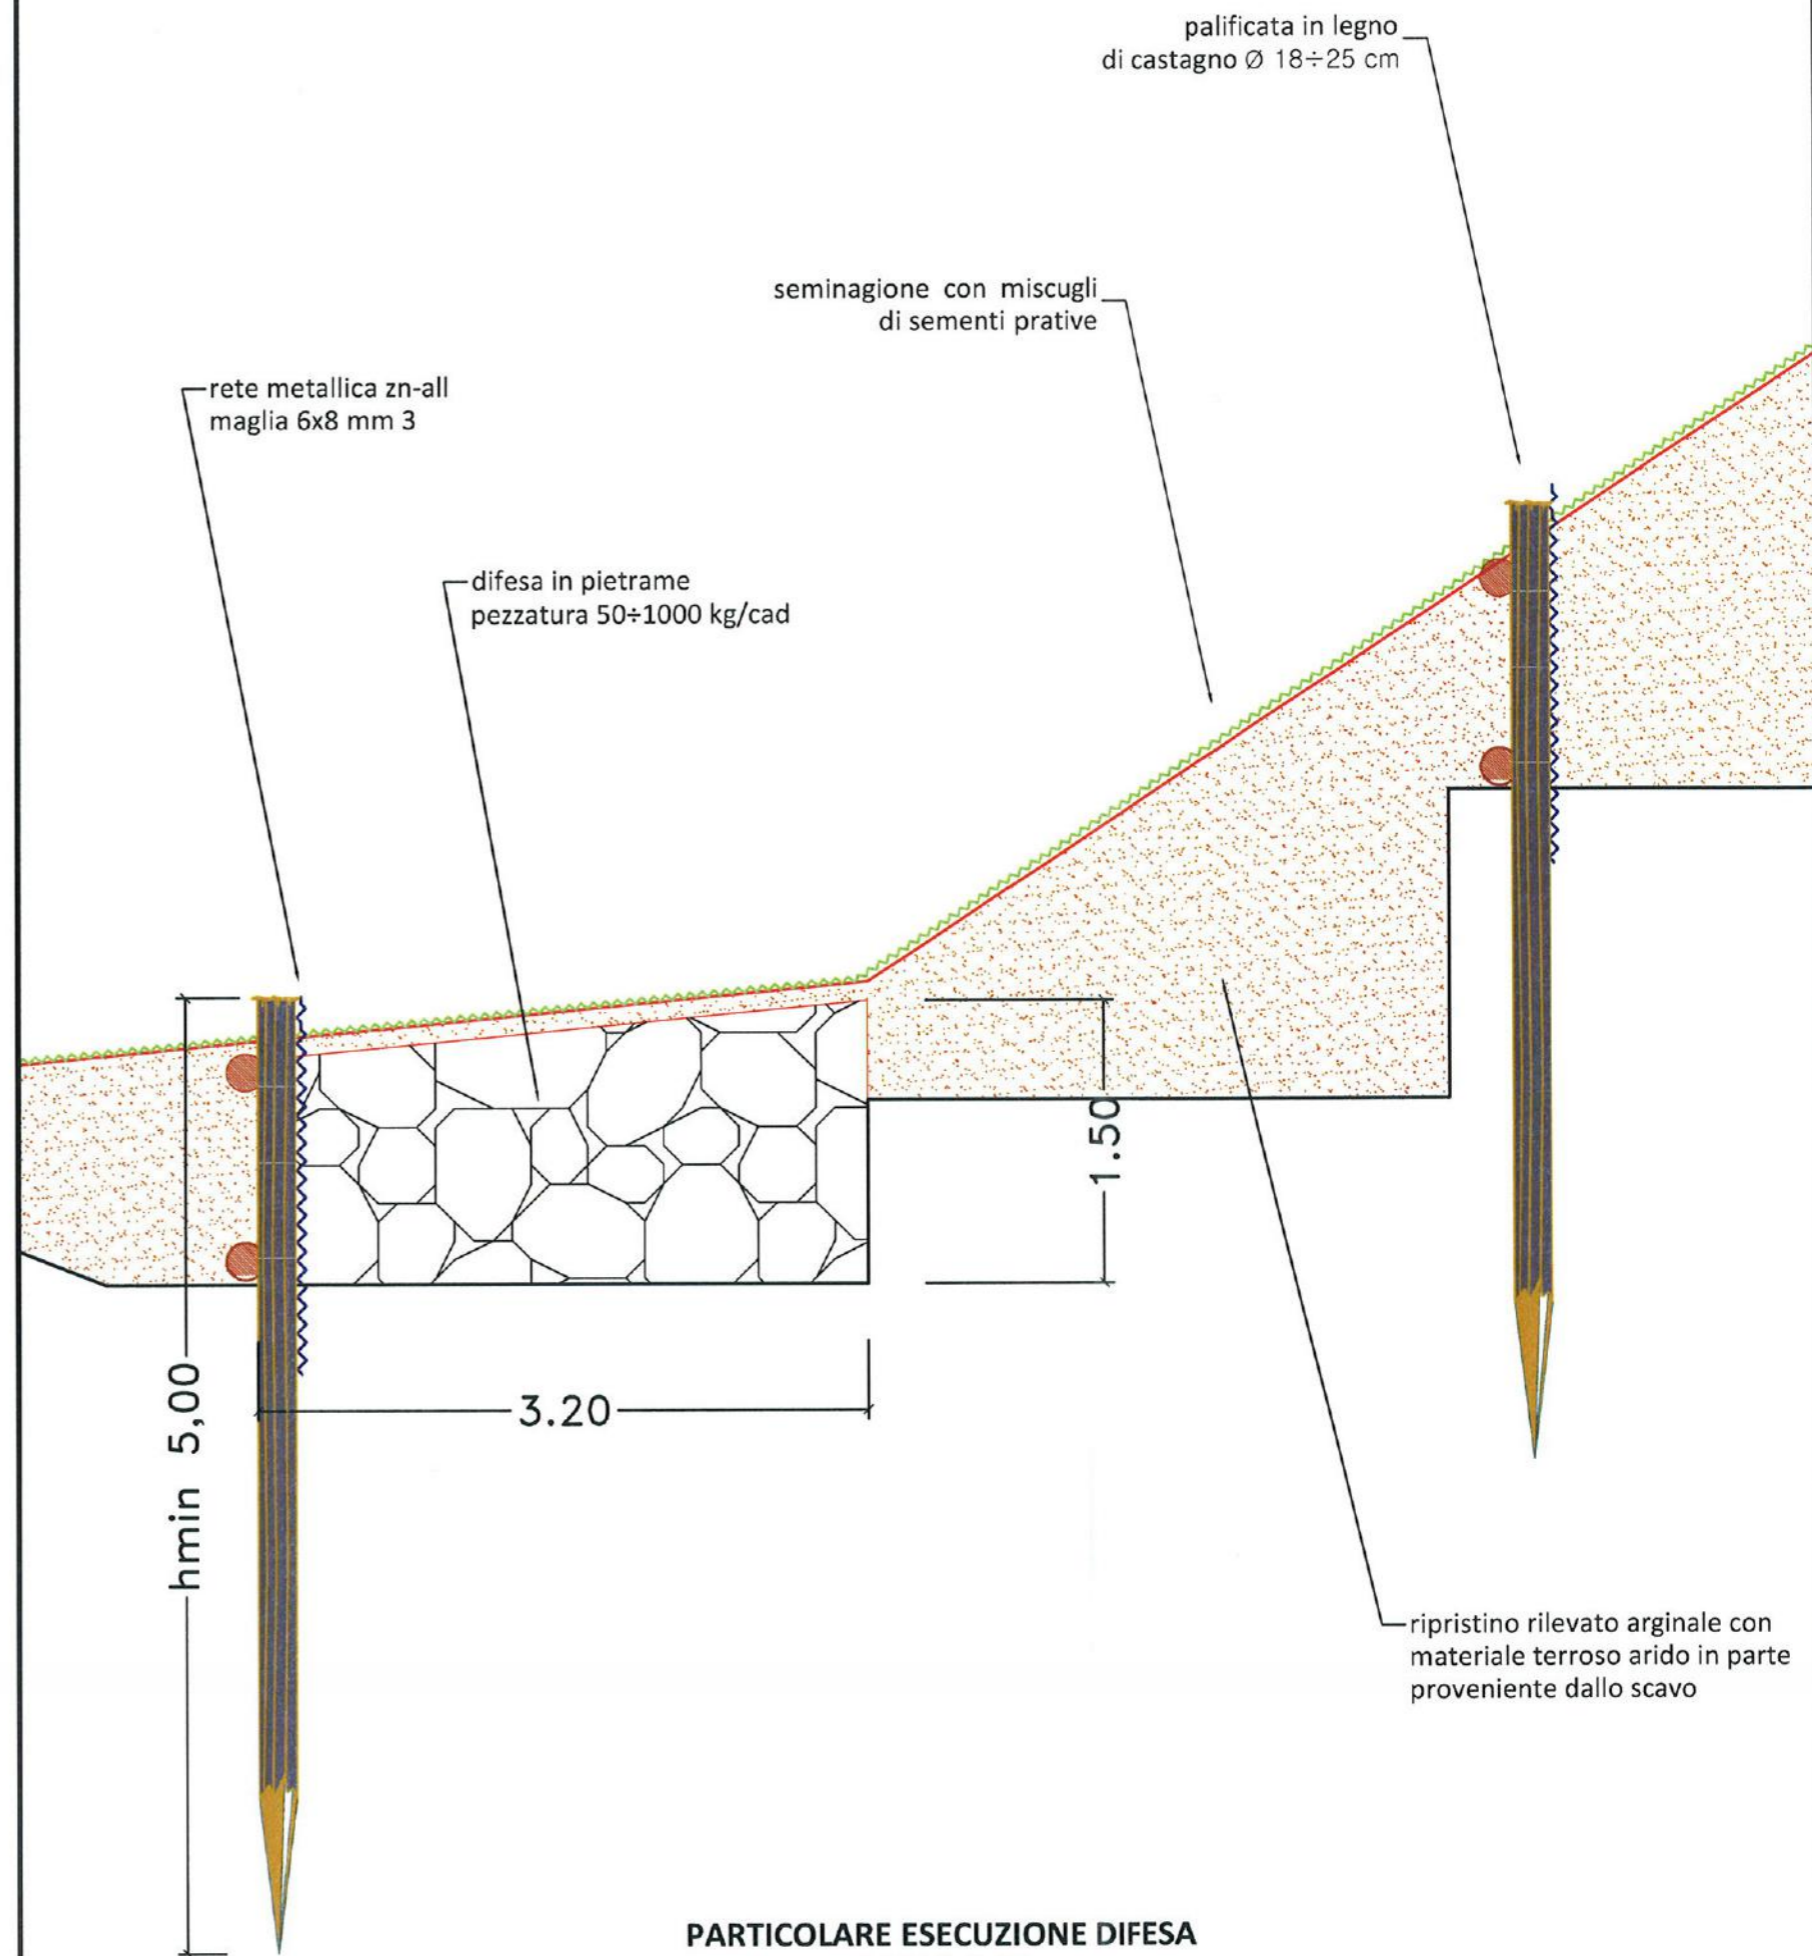 palificata in legno
di castagno Ø 18÷25 cm
seminagione con miscugli
di sementi prative
rete metallica zn-all
maglia 6x8 mm 3
difesa in pietrame
pezzatura 50÷1000 kg/cad
1.50
hmin 5,00
3.20
ripristino rilevato arginale con
materiale terroso arido in parte
proveniente dallo scavo
PARTICOLARE ESECUZIONE DIFESA